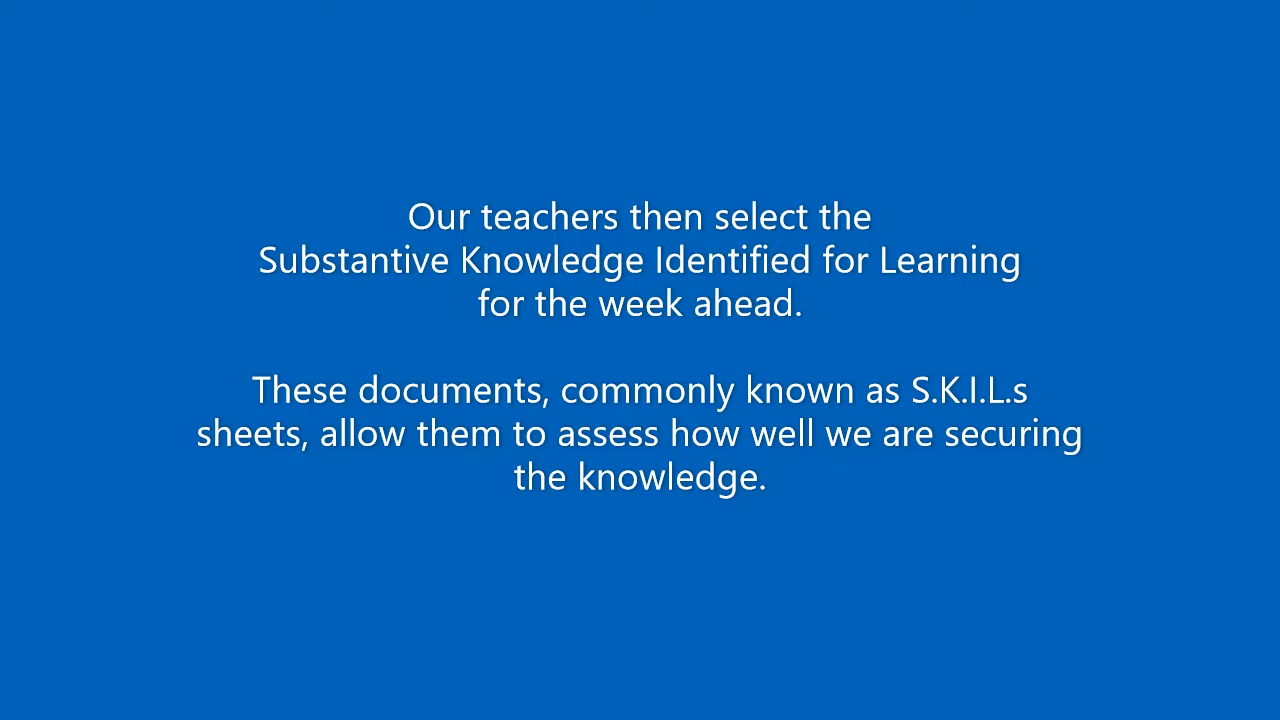 Our teachers then select the
Substantive Knowledge Identified for Learning
for the week ahead.
These documents, commonly known as S.K.I.L.s
sheets, allow them to assess how well we are securing
the knowledge.